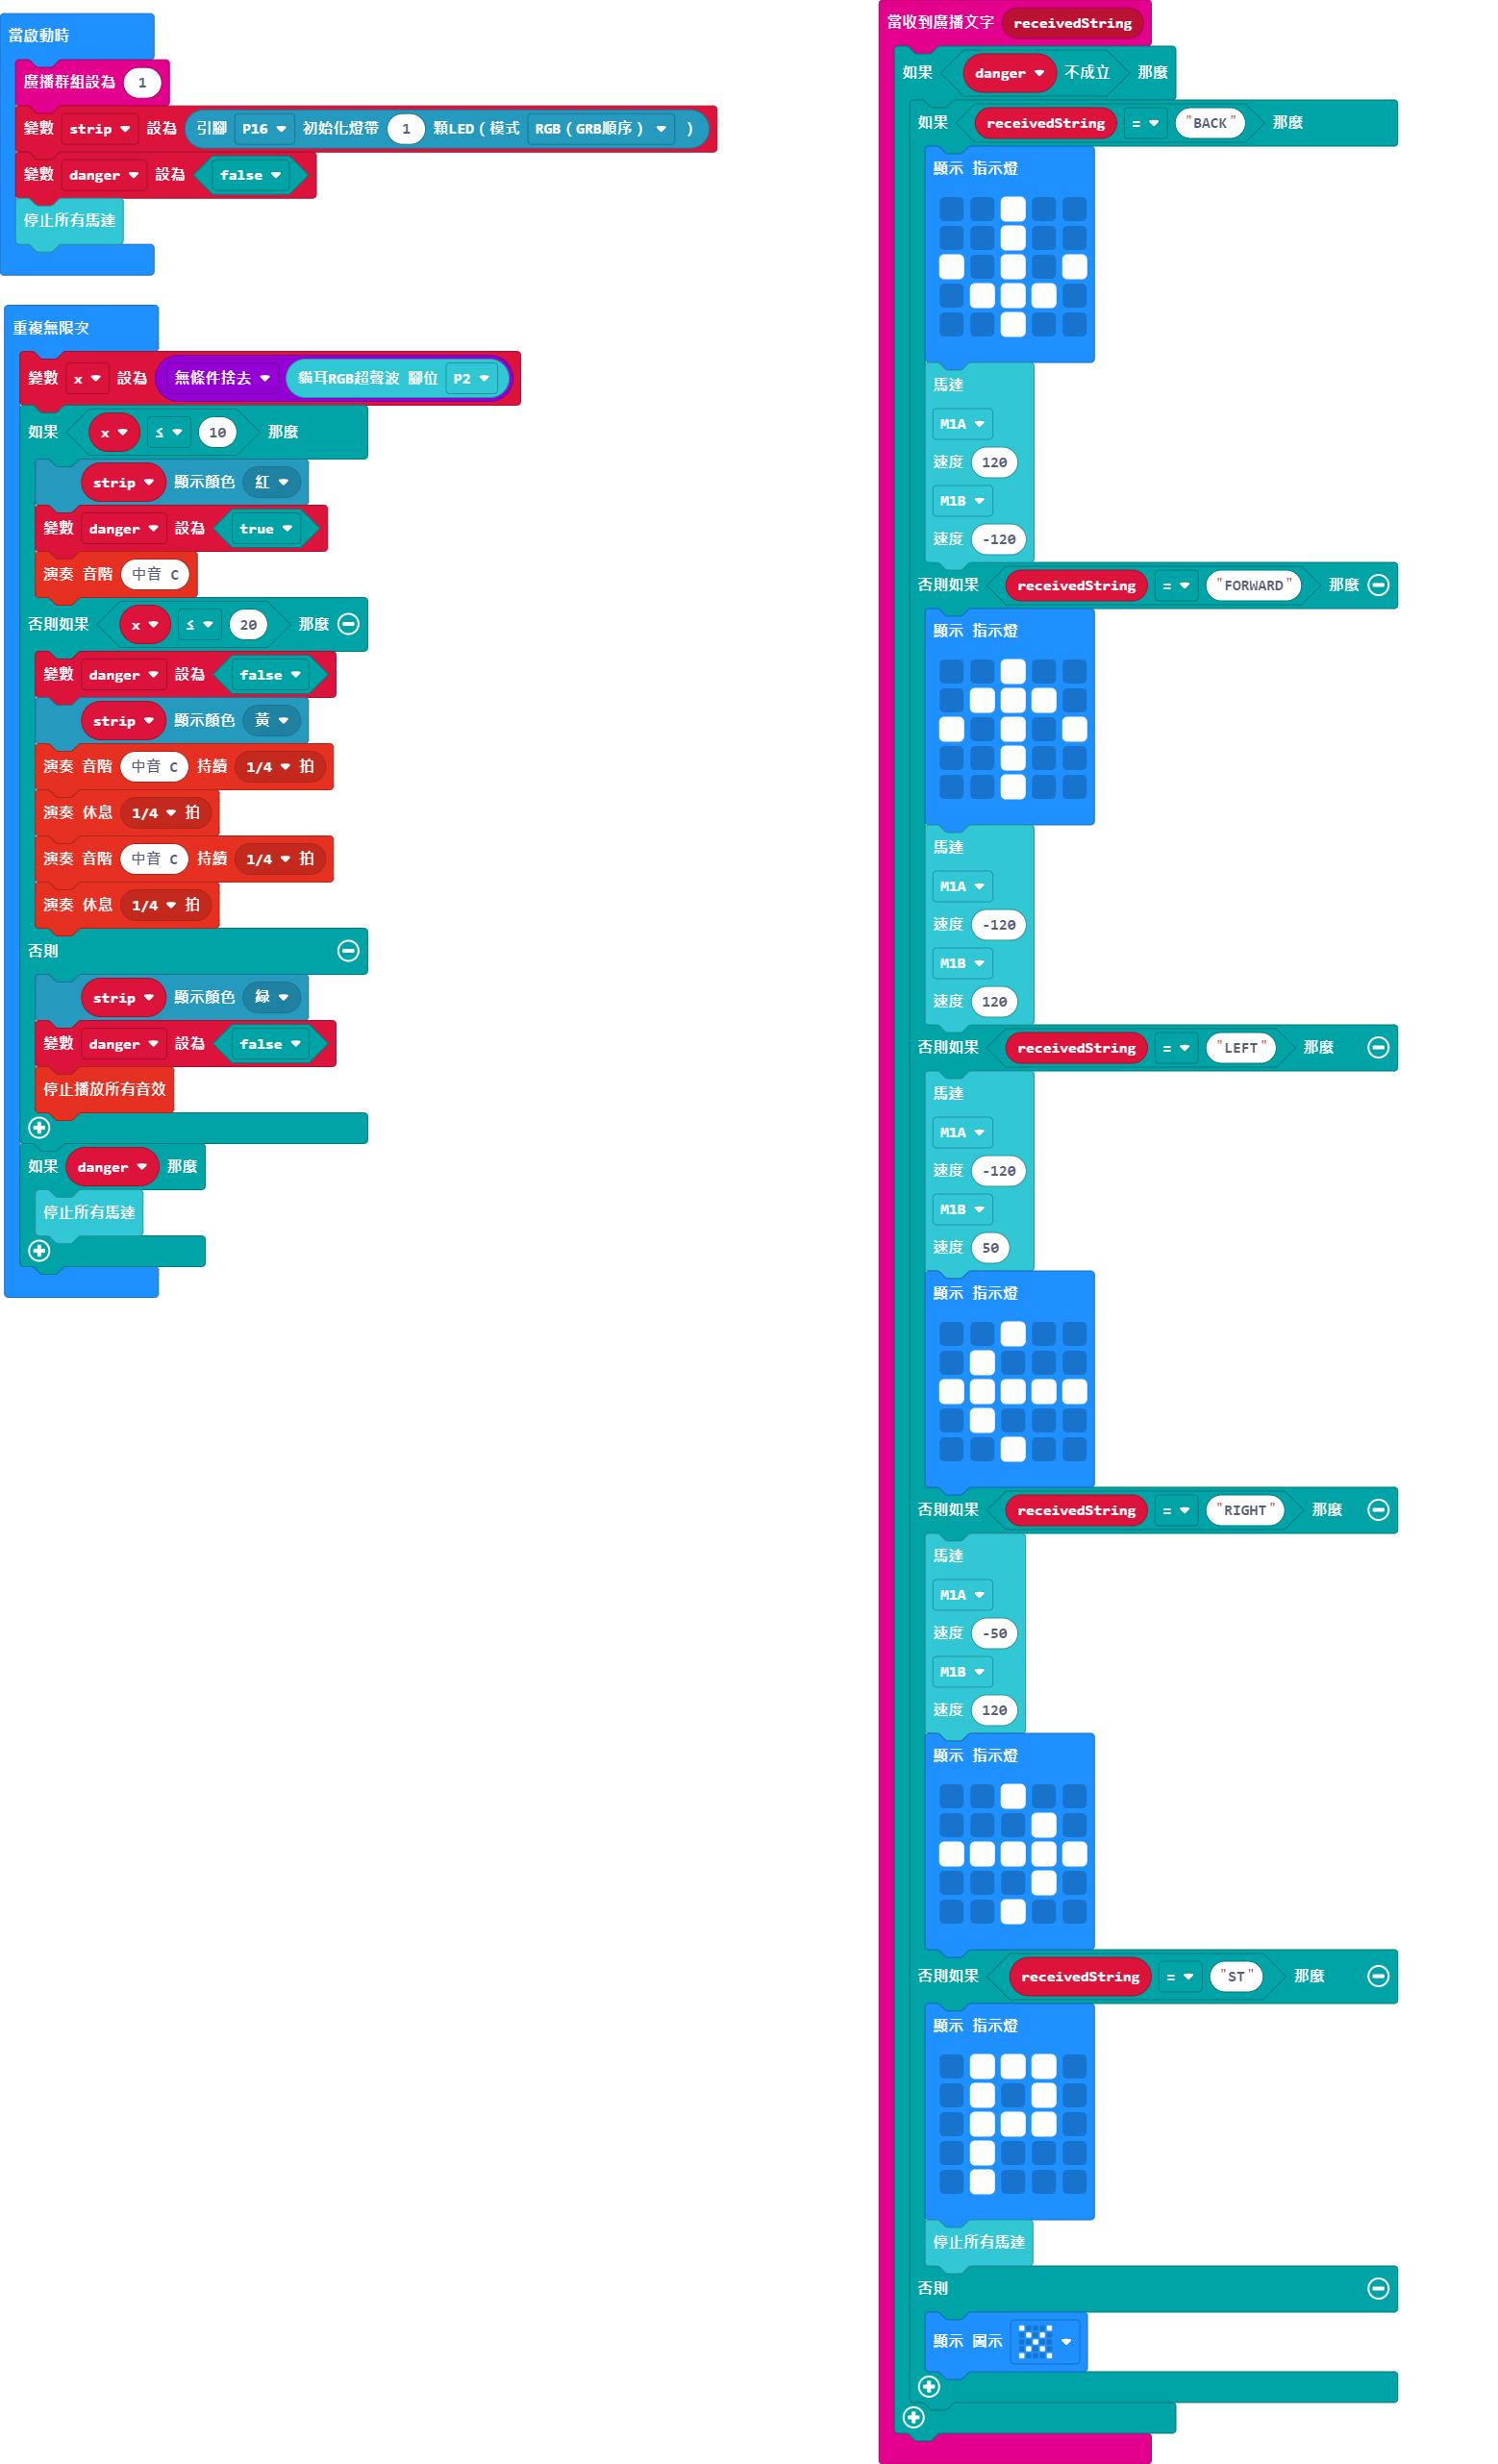 當啟動時
廣播群組設為 1
變數 strip 設為 引腳 P16 初始化燈帶 1 顆LED(模式 RGB(GRB順序) )
變數 danger 設為 false
停止所有馬達
重複無限次
變數 x 設為 無條件捨去 貓耳RGB超聲波 腳位 P2
如果 x ≤ 10 那麼
strip 顯示顏色 紅
變數 danger 設為 true
演奏 音階 中音 C
否則如果 x ≤ 20 那麼
變數 danger 設為 false
strip 顯示顏色 黃
演奏 音階 中音 C 持續 1/4 拍
演奏 休息 1/4 拍
演奏 音階 中音 C 持續 1/4 拍
演奏 休息 1/4 拍
否則
strip 顯示顏色 綠
變數 danger 設為 false
停止播放所有音效
如果 danger 那麼
停止所有馬達
當收到廣播文字 receivedString
如果 danger 不成立 那麼
如果 receivedString = "BACK" 那麼
顯示 指示燈
馬達
M1A
速度 120
M1B
速度 -120
否則如果 receivedString = "FORWARD" 那麼
顯示 指示燈
馬達
M1A
速度 -120
M1B
速度 120
否則如果 receivedString = "LEFT" 那麼
馬達
M1A
速度 -120
M1B
速度 50
顯示 指示燈
否則如果 receivedString = "RIGHT" 那麼
馬達
M1A
速度 -50
M1B
速度 120
顯示 指示燈
否則如果 receivedString = "ST" 那麼
顯示 指示燈
停止所有馬達
否則
顯示 圖示